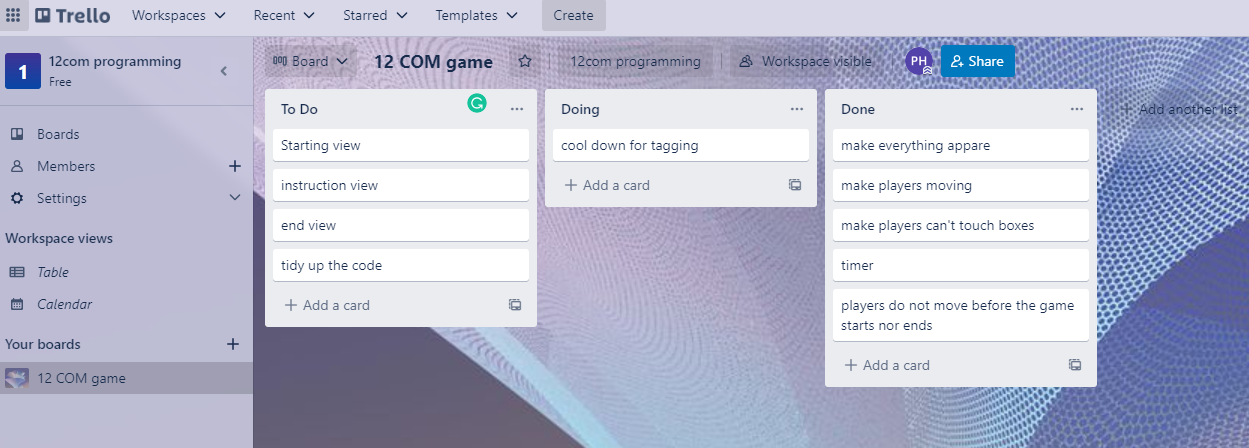 Trello Workspaces Recent Starred Templates Create
1 12com programming
Free
Boards
Members
Settings
Workspace views
Table
Calendar
Your boards
12 COM game
Board 12 COM game 12com programming Workspace visible PH Share
To Do
Starting view
instruction view
end view
tidy up the code
Add a card
Doing
cool down for tagging
Add a card
Done
make everything appare
make players moving
make players can't touch boxes
timer
players do not move before the game
starts nor ends
Add a card
Add another list